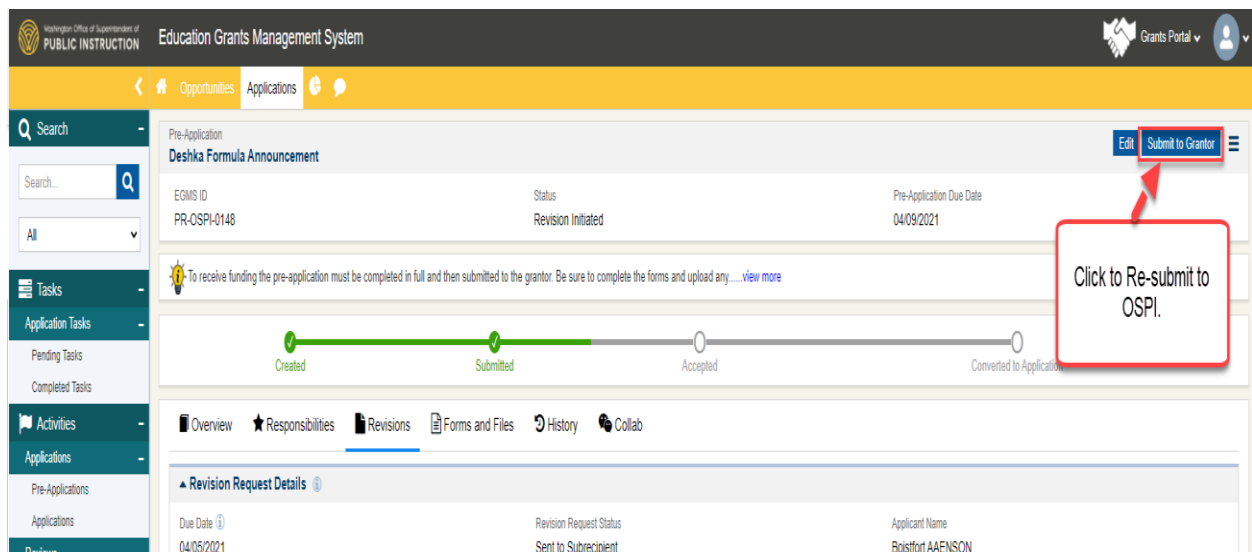 Washington Office of Superintendent of
PUBLIC INSTRUCTION
Education Grants Management System
Grants Portal
Opportunities
Applications
Search
Pre-Application
Deshka Formula Announcement
Edit
Submit to Grantor
Search...
All
EGMS ID
PR-OSPI-0148
Status
Revision Initiated
Pre-Application Due Date
04/09/2021
Click to Re-submit to
OSPI.
To receive funding the pre-application must be completed in full and then submitted to the grantor. Be sure to complete the forms and upload any......view more
Tasks
Application Tasks
Pending Tasks
Completed Tasks
Created
Submitted
Accepted
Converted to Application
Activities
Applications
Pre-Applications
Applications
Reviews
Overview
Responsibilities
Revisions
Forms and Files
History
Collab
Revision Request Details
Due Date
04/05/2021
Revision Request Status
Sent to Subrecipient
Applicant Name
Boistfort AAENSON